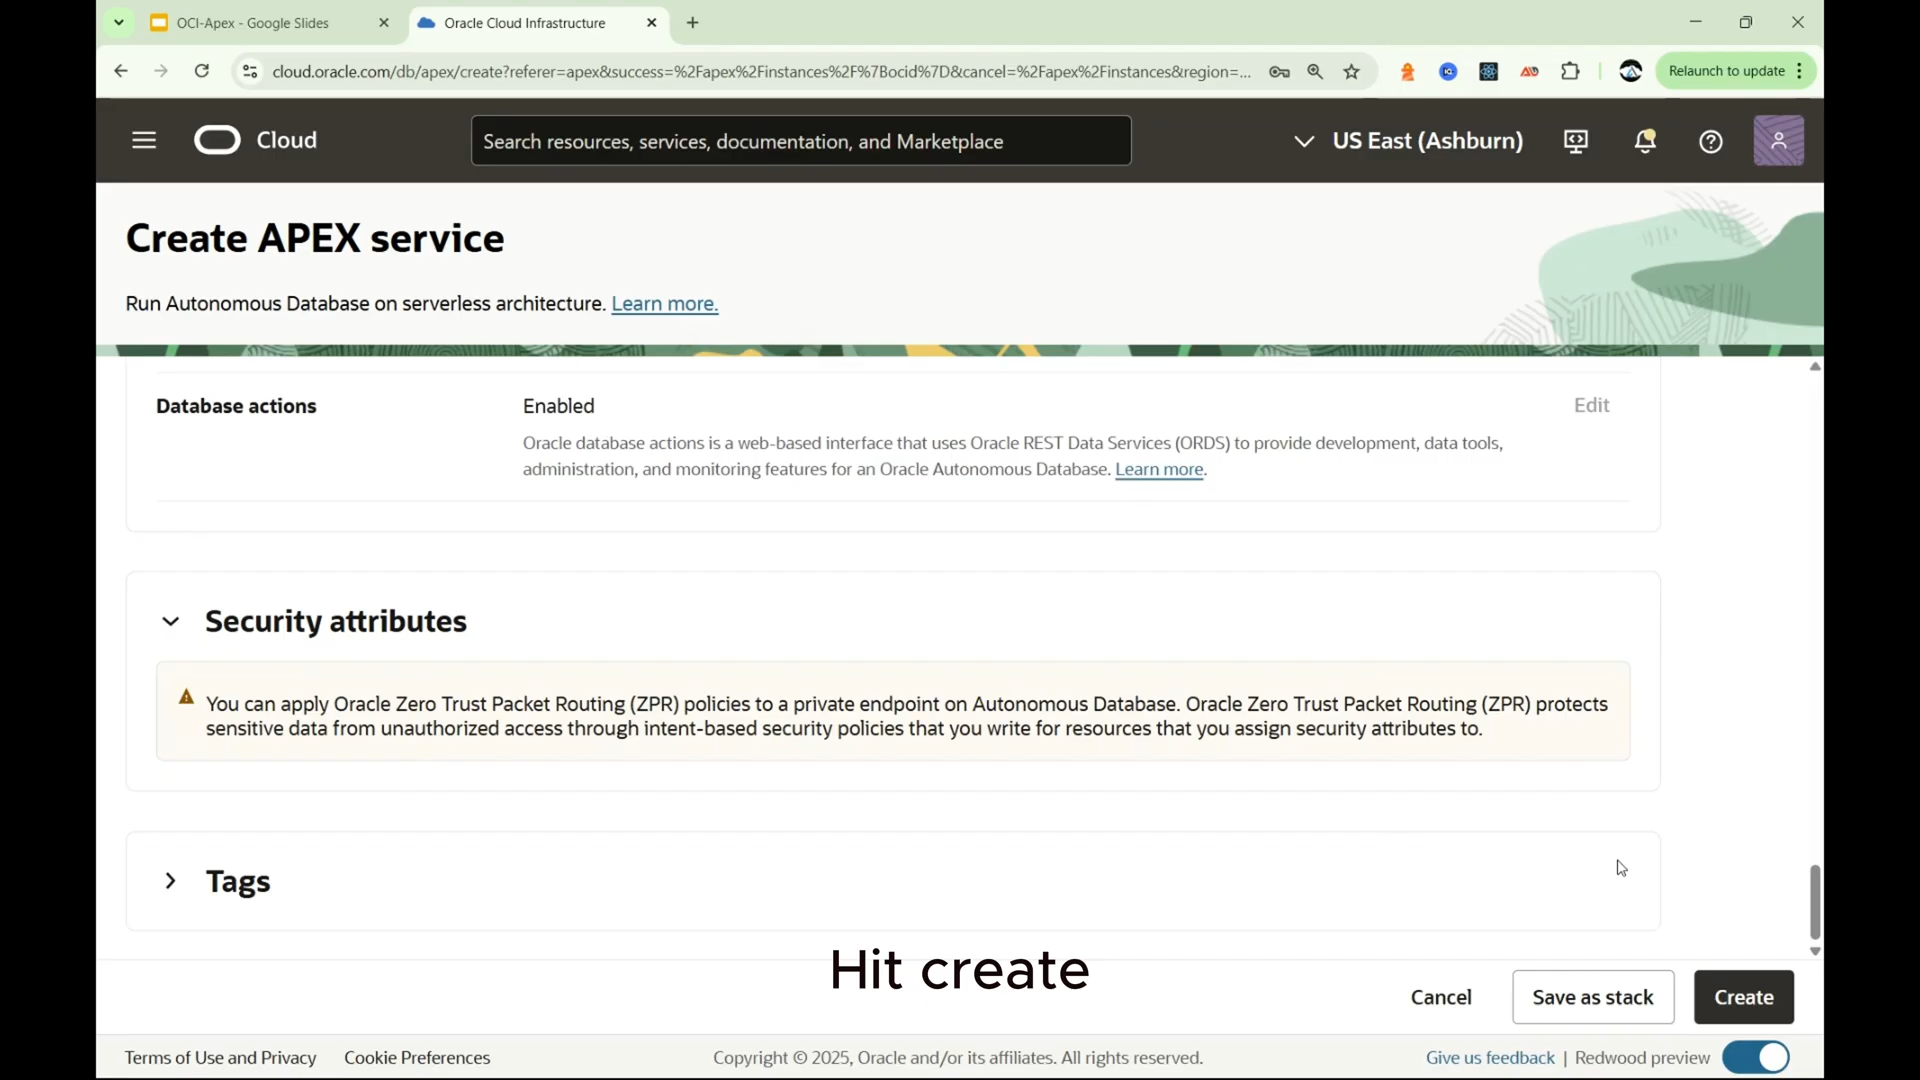 OCI-Apex - Google Slides
Oracle Cloud Infrastructure
cloud.oracle.com/db/apex/create?referer=apex&success=%2Fapex%2Finstances%2F%7Bocid%7D&cancel=%2Fapex%2Finstances&region=...
Relaunch to update
Cloud
Search resources, services, documentation, and Marketplace
US East (Ashburn)
Create APEX service
Run Autonomous Database on serverless architecture. Learn more.
Database actions
Enabled
Edit
Oracle database actions is a web-based interface that uses Oracle REST Data Services (ORDS) to provide development, data tools,
administration, and monitoring features for an Oracle Autonomous Database. Learn more.
Security attributes
You can apply Oracle Zero Trust Packet Routing (ZPR) policies to a private endpoint on Autonomous Database. Oracle Zero Trust Packet Routing (ZPR) protects
sensitive data from unauthorized access through intent-based security policies that you write for resources that you assign security attributes to.
Tags
Hit create
Cancel
Save as stack
Create
Terms of Use and Privacy
Cookie Preferences
Copyright © 2025, Oracle and/or its affiliates. All rights reserved.
Give us feedback | Redwood preview